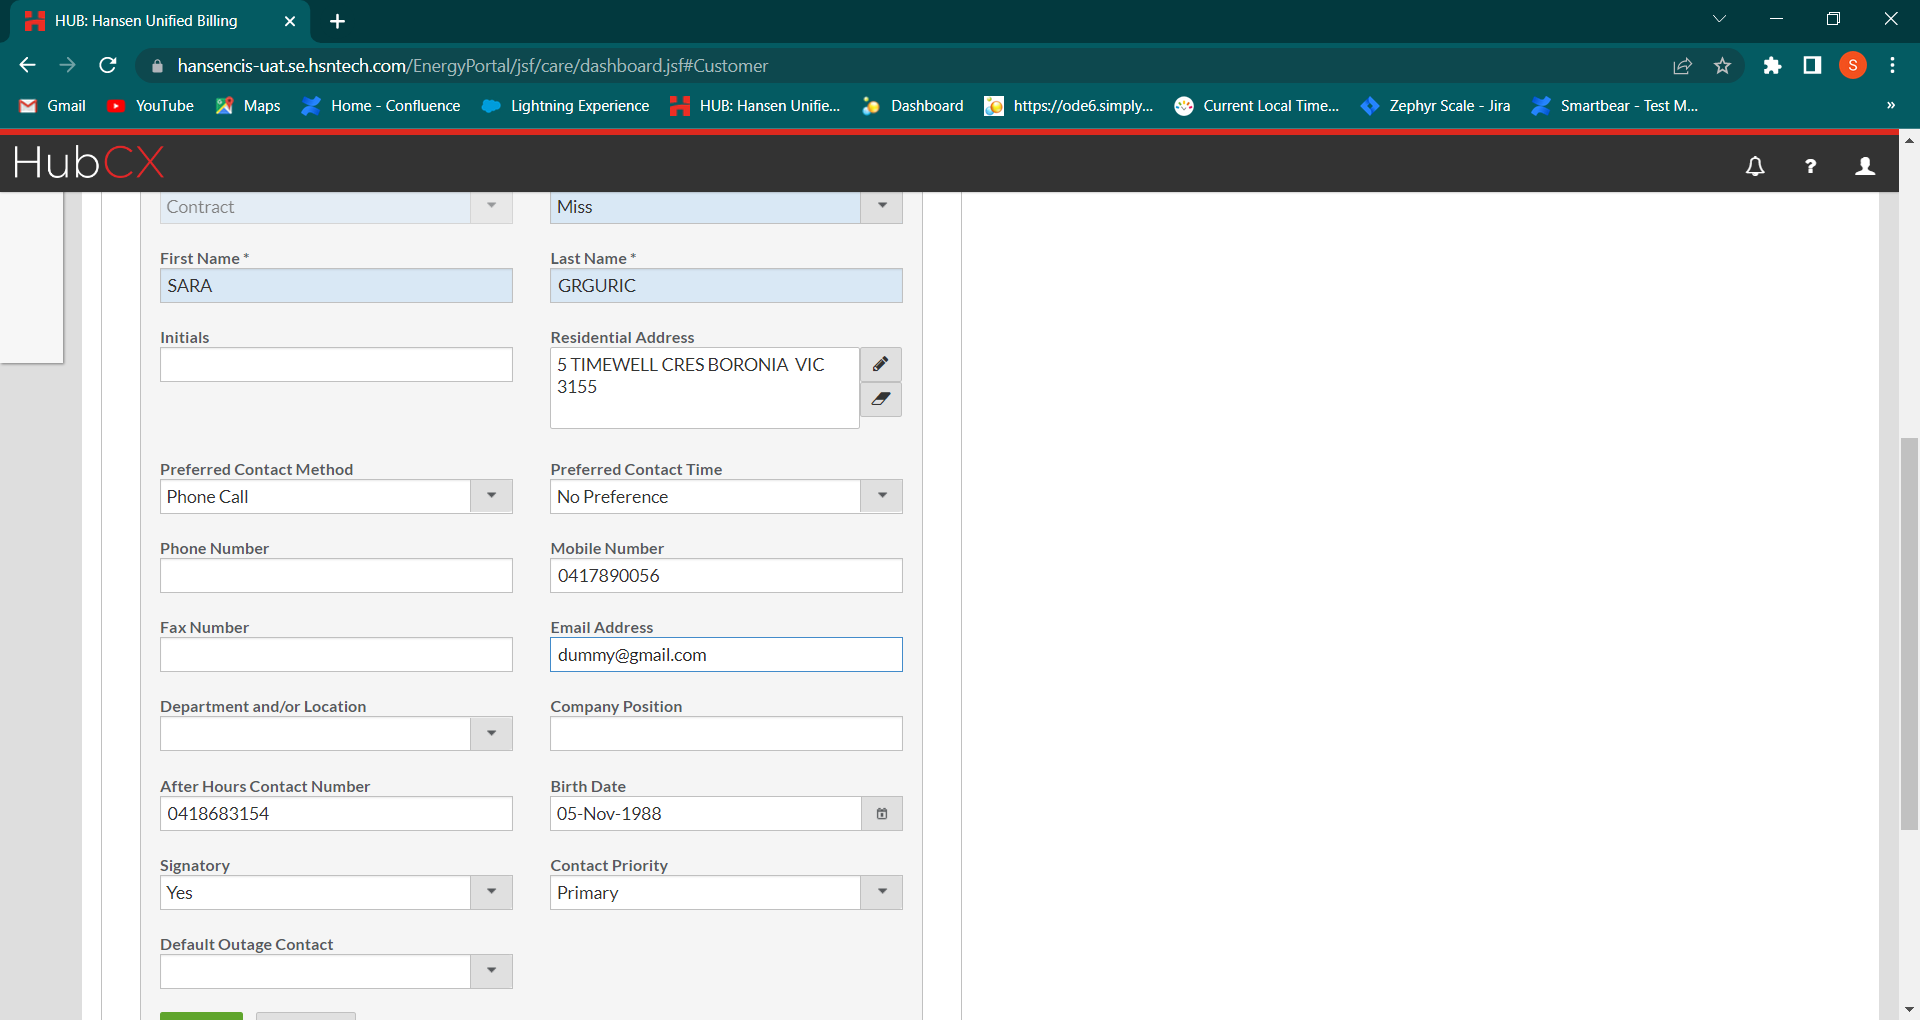 HUB: Hansen Unified Billing
hansencis-uat.se.hsntech.com/EnergyPortal/jsf/care/dashboard.jsf#Customer
S
Gmail YouTube Maps Home - Confluence Lightning Experience HUB: Hansen Unifie... Dashboard https://ode6.simply... Current Local Time... Zephyr Scale - Jira Smartbear - Test M... »
HubCX
?
Contract Miss
First Name * Last Name *
SARA GRGURIC
Initials Residential Address
5 TIMEWELL CRES BORONIA VIC
3155
Preferred Contact Method Preferred Contact Time
Phone Call No Preference
Phone Number Mobile Number
0417890056
Fax Number Email Address
dummy@gmail.com
Department and/or Location Company Position
After Hours Contact Number Birth Date
0418683154 05-Nov-1988
Signatory Contact Priority
Yes Primary
Default Outage Contact